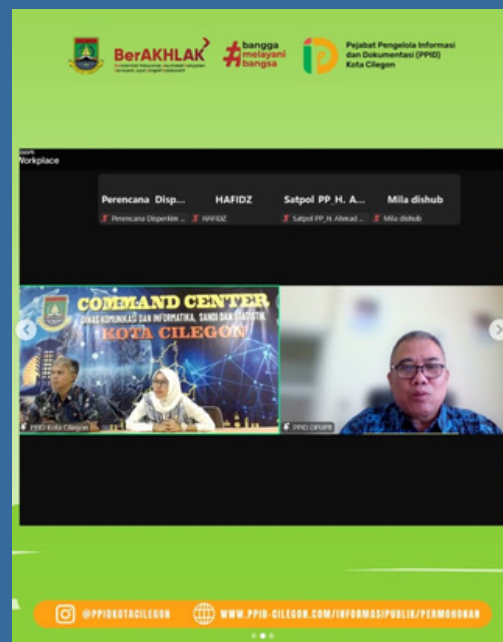 BerAKHLAK
#bangga
melayani
bangsa
Pejabat Pengelola Informasi
dan Dokumentasi (PPID)
Kota Cilegon
zoom
Workplace
Perencana Disp...
HAFIDZ
Satpol PP_H. A...
Mila dishub
Perencana Disperkim ...
HAFIDZ
Satpol PP_H. Ahmad ...
Mila dishub
COMMAND CENTER
DINAS KOMUNIKASI DAN INFORMATIKA, SANDI DAN STATISTIK
KOTA CILEGON
PPID Kota Cilegon
PPID DPUPR
@PPIDKOTACILEGON
WWW.PPID-CILEGON.COM/INFORMASIPUBLIK/PERMOHONAN